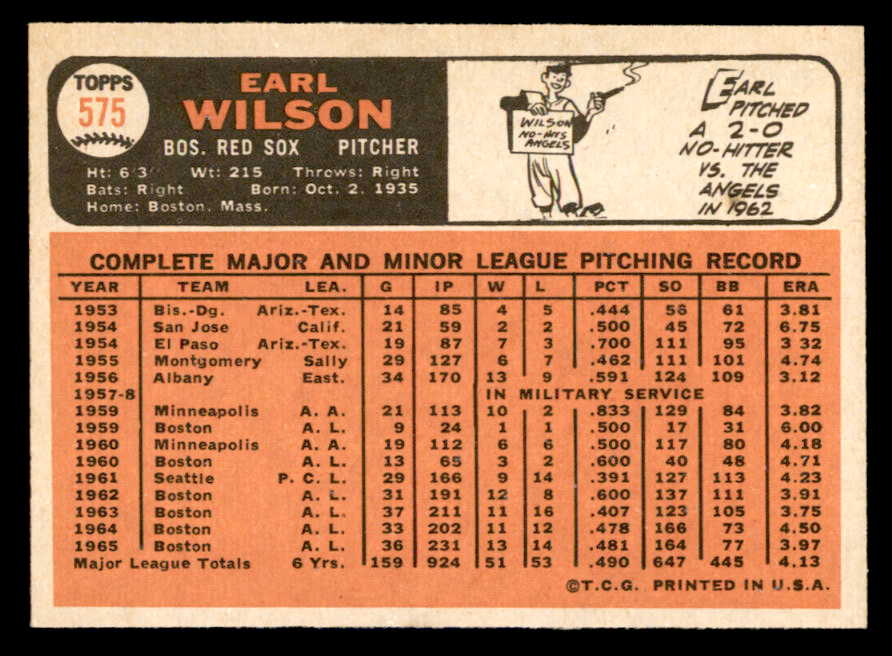 TOPPS
575
EARL
WILSON
BOS. RED SOX PITCHER
Ht: 6'3" Wt: 215 Throws: Right
Bats: Right Born: Oct. 2, 1935
Home: Boston, Mass.
WILSON
NO-HITS
ANGELS
EARL
PITCHED
A 2-0
NO-HITTER
VS. THE
ANGELS
IN 1962
COMPLETE MAJOR AND MINOR LEAGUE PITCHING RECORD
YEAR TEAM LEA. G IP W L PCT SO BB ERA
1953 Bis.-Dg. Ariz.-Tex. 14 85 4 5 .444 56 61 3.81
1954 San Jose Calif. 21 59 2 2 .500 45 72 6.75
1954 El Paso Ariz.-Tex. 19 87 7 3 .700 111 95 3 32
1955 Montgomery Sally 29 127 6 7 .462 111 101 4.74
1956 Albany East. 34 170 13 9 .591 124 109 3.12
1957-8 IN MILITARY SERVICE
1959 Minneapolis A. A. 21 113 10 2 .833 129 84 3.82
1959 Boston A. L. 9 24 1 1 .500 17 31 6.00
1960 Minneapolis A. A. 19 112 6 6 .500 117 80 4.18
1960 Boston A. L. 13 65 3 2 .600 40 48 4.71
1961 Seattle P. C. L. 29 166 9 14 .391 127 113 4.23
1962 Boston A. L. 31 191 12 8 .600 137 111 3.91
1963 Boston A. L. 37 211 11 16 .407 123 105 3.75
1964 Boston A. L. 33 202 11 12 .478 166 73 4.50
1965 Boston A. L. 36 231 13 14 .481 164 77 3.97
Major League Totals 6 Yrs. 159 924 51 53 .490 647 445 4.13
©T.C.G. PRINTED IN U.S.A.